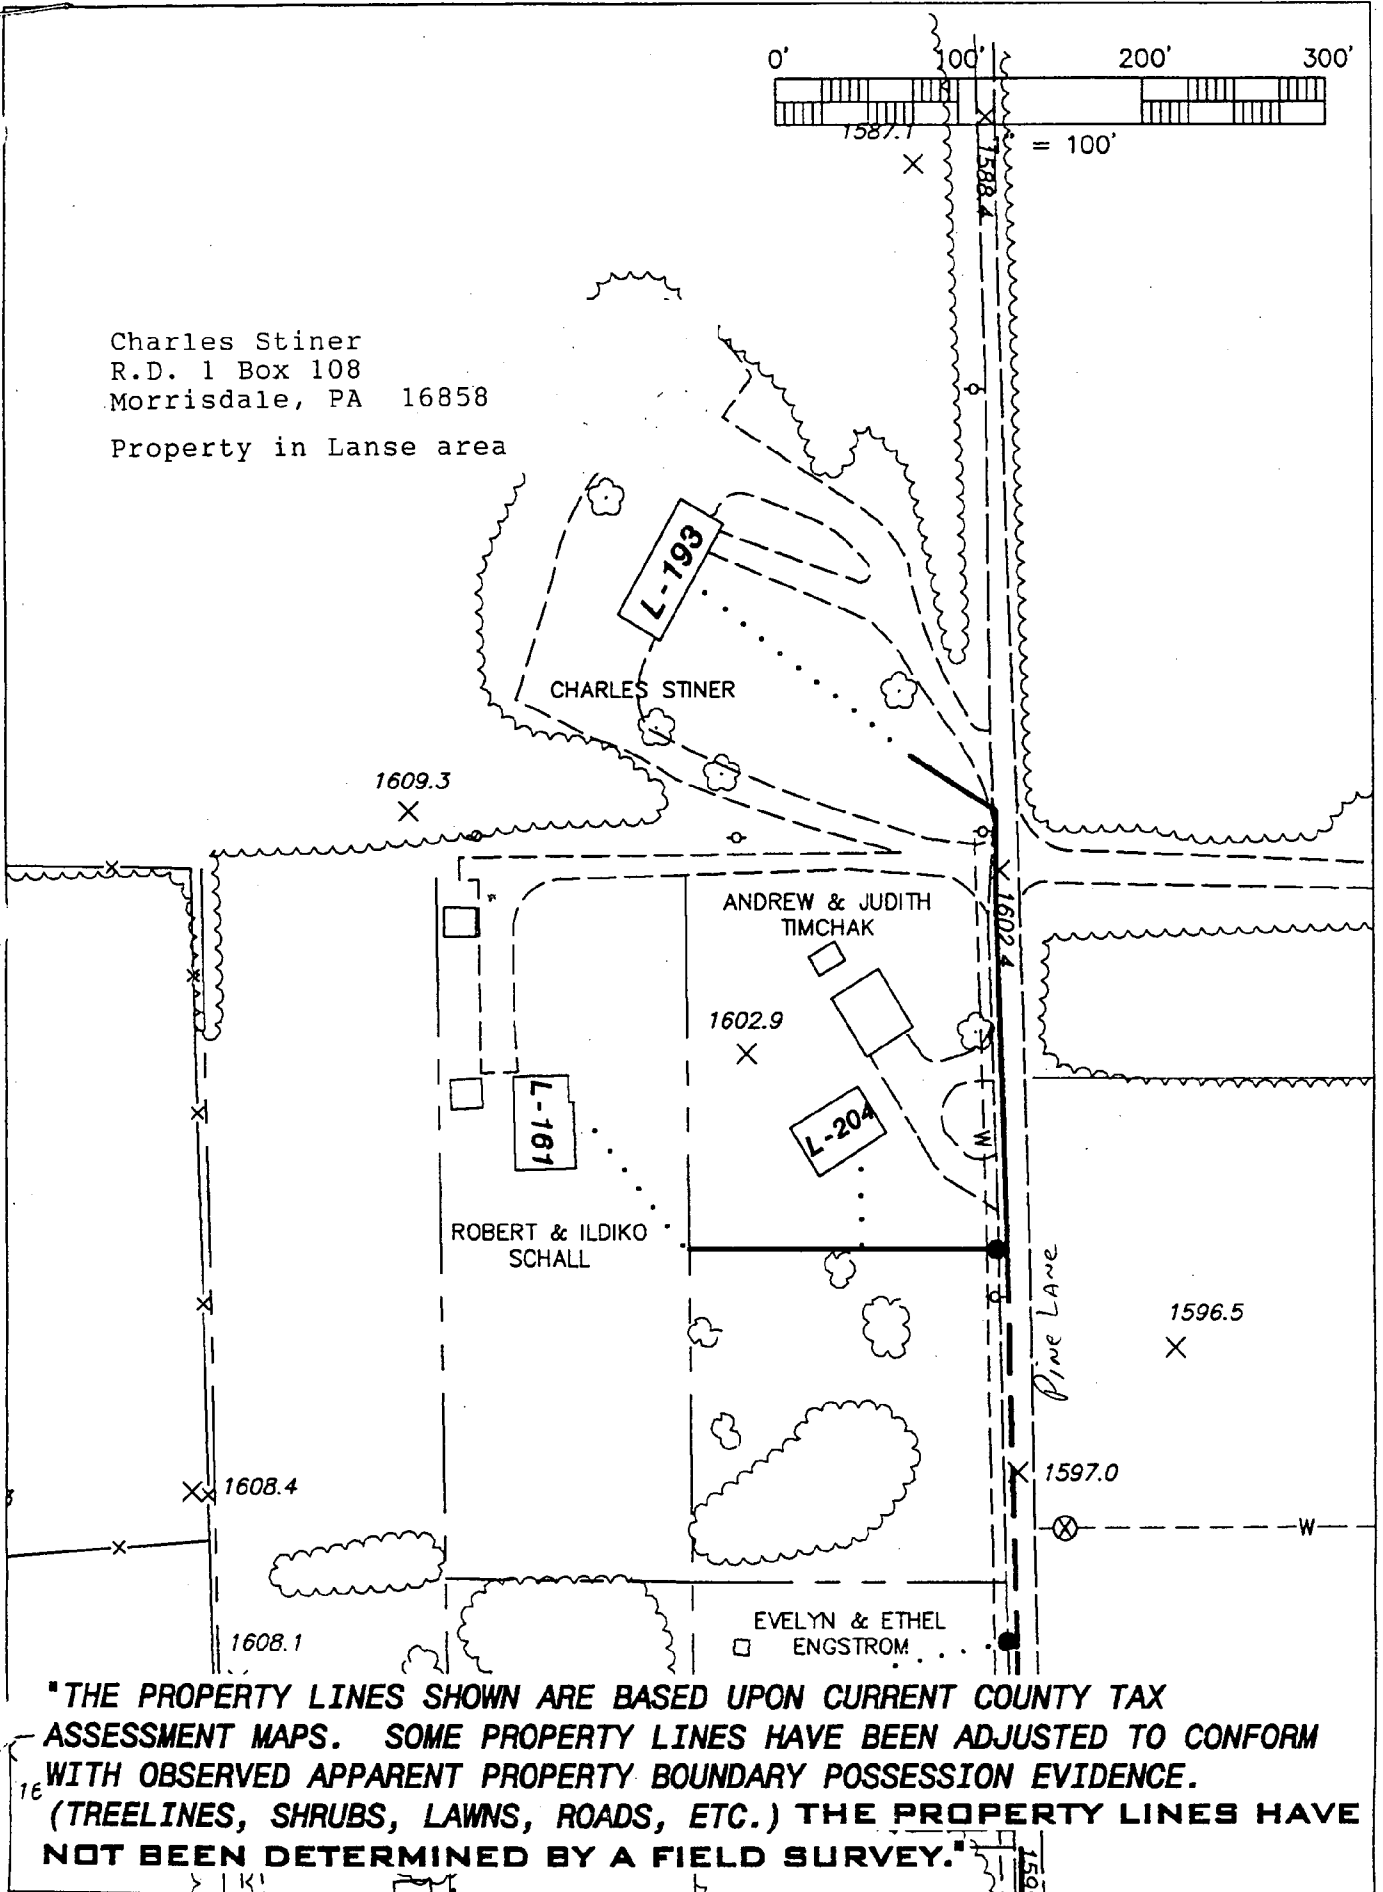 0' 100' 200' 300'
= 100'
1587.1
1588.4
Charles Stiner
R.D. 1 Box 108
Morrisdale, PA 16858
Property in Lanse area
L-193
CHARLES STINER
1609.3
ANDREW & JUDITH
TIMCHAK
1602.4
1602.9
L-161
L-204
W
ROBERT & ILDIKO
SCHALL
PINE LANE
1596.5
1597.0
1608.4
W
EVELYN & ETHEL
ENGSTROM
1608.1
"THE PROPERTY LINES SHOWN ARE BASED UPON CURRENT COUNTY TAX
ASSESSMENT MAPS. SOME PROPERTY LINES HAVE BEEN ADJUSTED TO CONFORM
WITH OBSERVED APPARENT PROPERTY BOUNDARY POSSESSION EVIDENCE.
(TREELINES, SHRUBS, LAWNS, ROADS, ETC.) THE PROPERTY LINES HAVE
NOT BEEN DETERMINED BY A FIELD SURVEY."